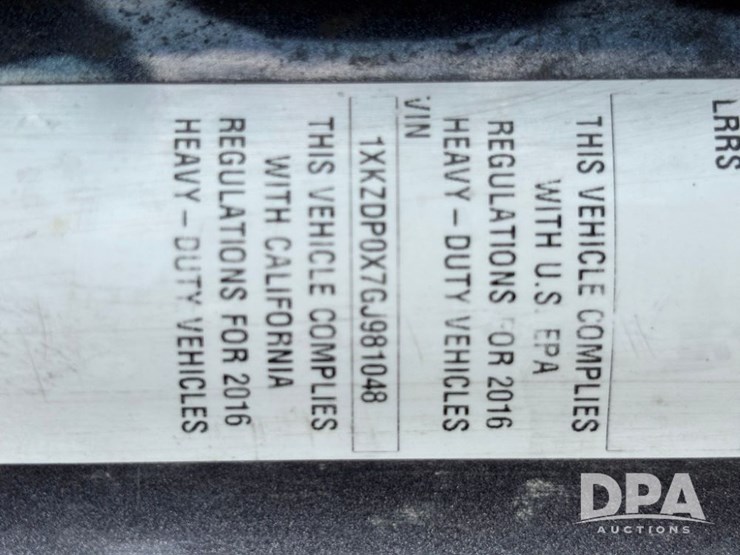 LRRS
THIS VEHICLE COMPLIES
WITH U.S. EPA
REGULATIONS FOR 2016
HEAVY – DUTY VEHICLES
VIN
1XKZDP0X7GJ981048
THIS VEHICLE COMPLIES
WITH CALIFORNIA
REGULATIONS FOR 2016
HEAVY – DUTY VEHICLES
DPA
AUCTIONS